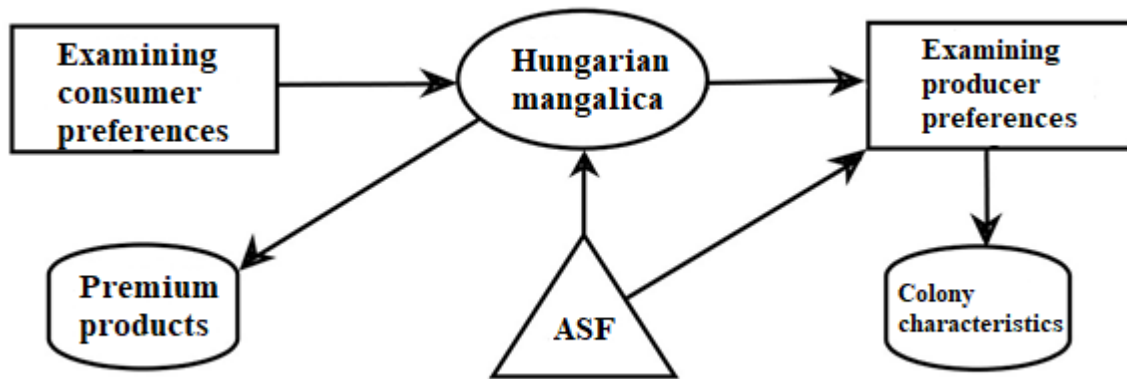 Examining
consumer
preferences
Hungarian
mangalica
Examining
producer
preferences
Premium
products
ASF
Colony
characteristics